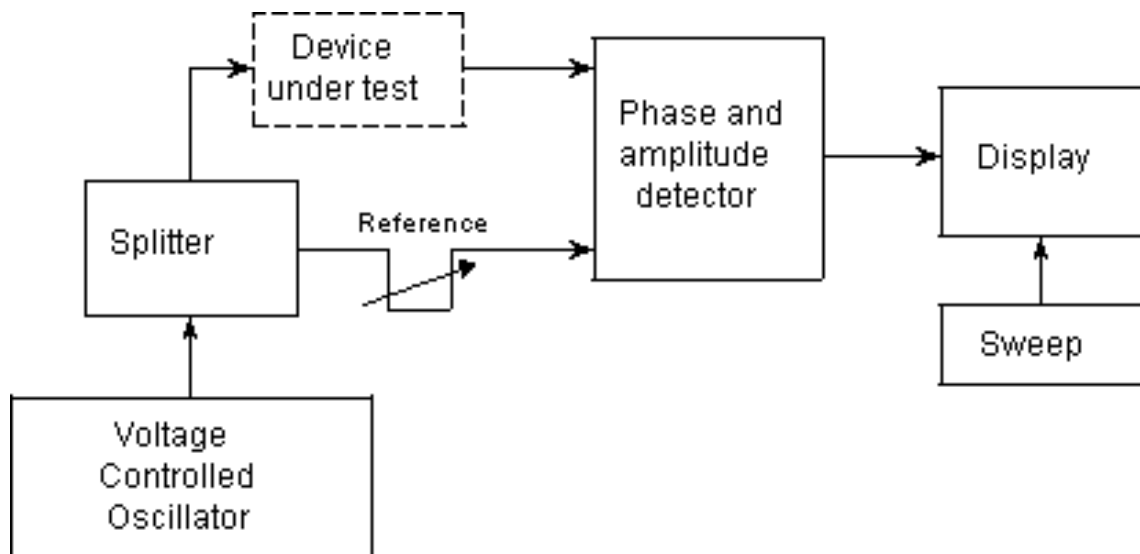 Device
under test
Phase and
amplitude
detector
Display
Reference
Splitter
Sweep
Voltage
Controlled
Oscillator